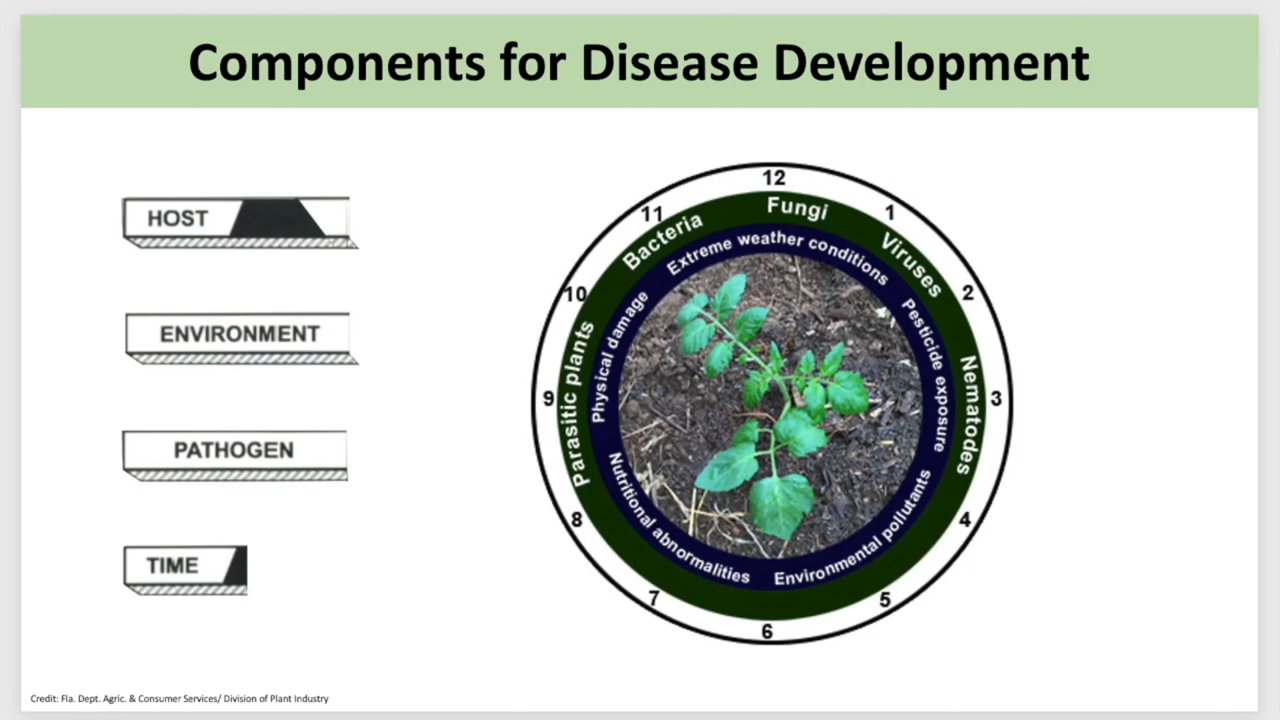 Components for Disease Development
HOST
ENVIRONMENT
PATHOGEN
TIME
12
1
2
3
4
5
6
7
8
9
10
11
Fungi
Viruses
Nematodes
Parasitic plants
Bacteria
Extreme weather conditions
Pesticide exposure
Environmental pollutants
Nutritional abnormalities
Physical damage
Credit: Fla. Dept. Agric. & Consumer Services/ Division of Plant Industry